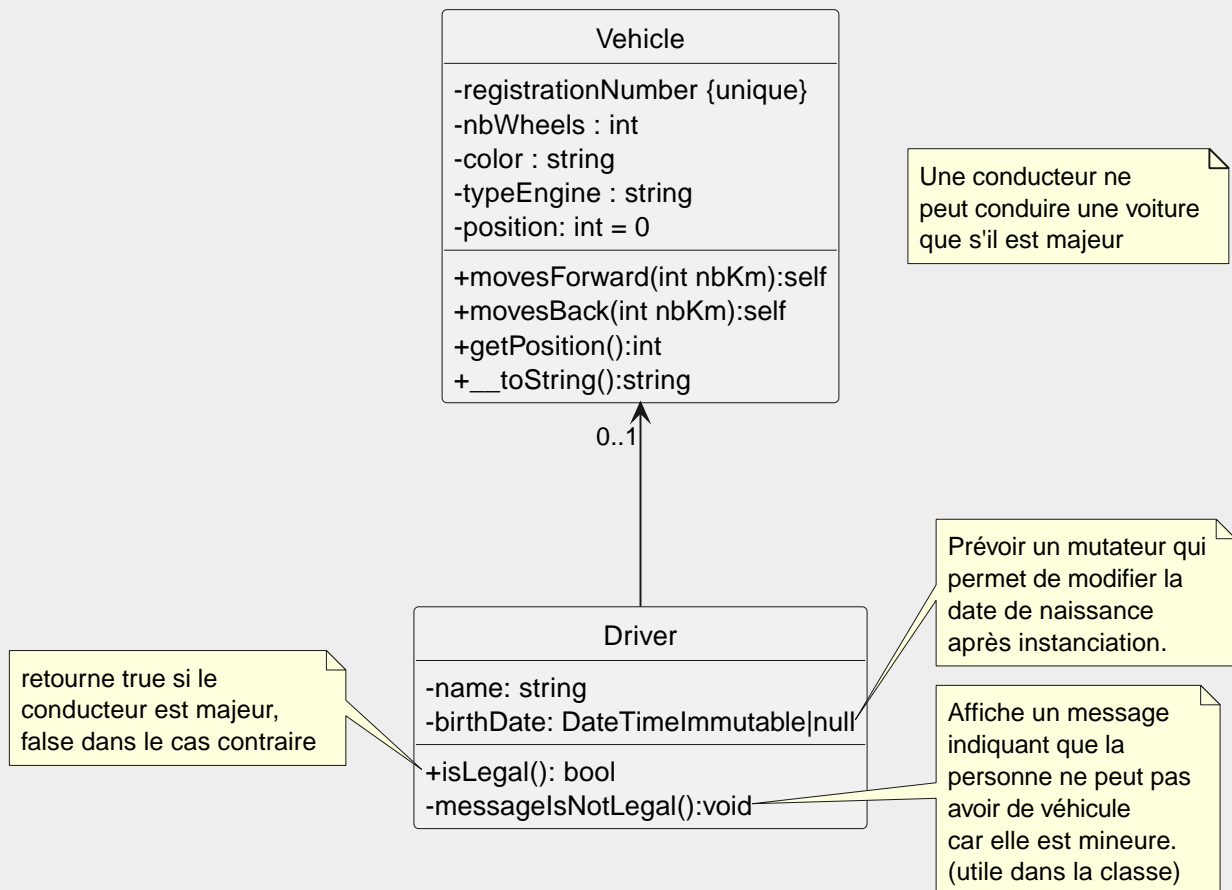 Vehicle
-registrationNumber {unique}
-nbWheels : int
-color : string
-typeEngine : string
-position: int = 0
+movesForward(int nbKm):self
+movesBack(int nbKm):self
+getPosition():int
+__toString():string
Une conducteur ne
peut conduire une voiture
que s'il est majeur
0..1
Prévoir un mutateur qui
permet de modifier la
date de naissance
après instanciation.
Driver
-name: string
-birthDate: DateTimeImmutable|null
+isLegal(): bool
-messageIsNotLegal():void
retourne true si le
conducteur est majeur,
false dans le cas contraire
Affiche un message
indiquant que la
personne ne peut pas
avoir de véhicule
car elle est mineure.
(utile dans la classe)